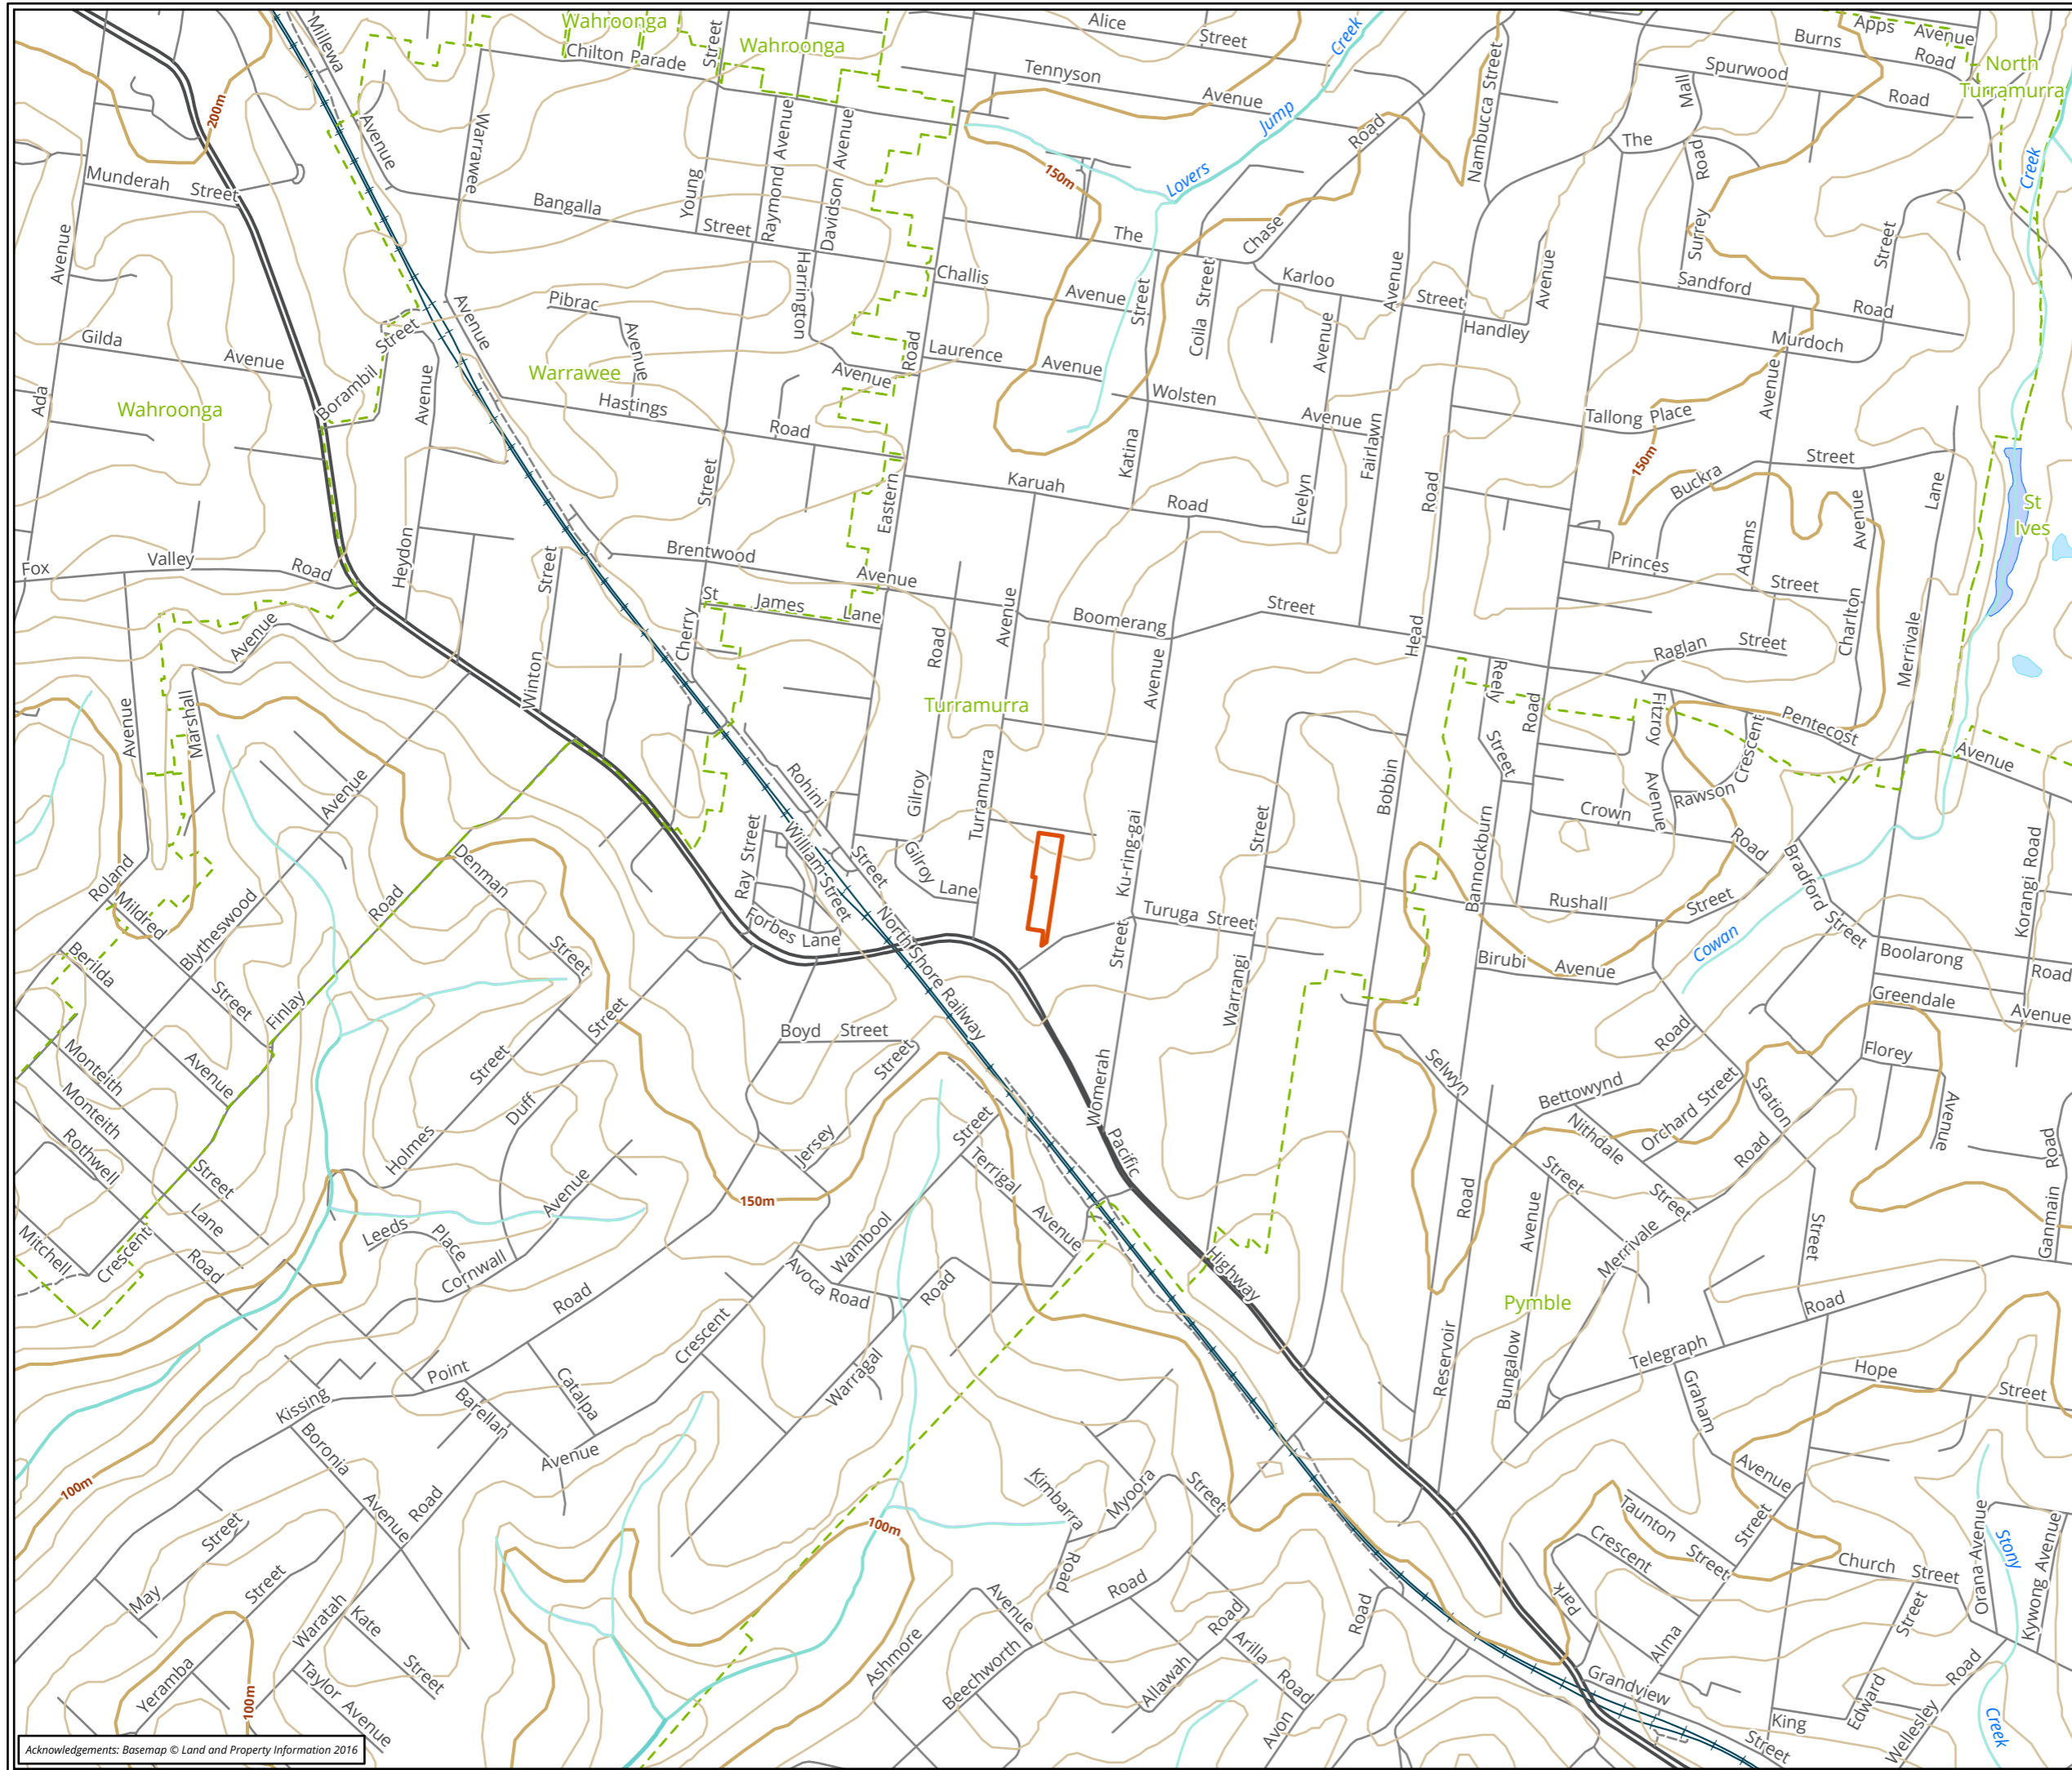 Wahroonga
Wahroonga
Alice
Street
Creek
Apps Avenue
Burns
Road
North
Turramurra
Millewa
Avenue
Chilton Parade
Street
Tennyson
Avenue
Spurwood
Road
Mall
Nambucca Street
200m
Warrawee
Avenue
Raymond Avenue
Davidson Avenue
Jump
Lovers
Road
The
Road
Creek
Munderah Street
150m
Bangalla
Street
Young
The
Chase
Surrey
Street
Avenue
Ada
Challis
Avenue
Street
Coila Street
Karloo
Street
Avenue
Avenue
Sandford
Road
Pibrac
Avenue
Harrington
Avenue
Road
Handley
Murdoch
Gilda
Avenue
Street
Borambil
Avenue
Warrawee
Laurence
Avenue
Avenue
Avenue
Wahroonga
Hastings
Road
Wolsten
Avenue
Tallong Place
Katina
Fairlawn
150m
Buckra
Street
Street
Karuah
Road
Evelyn
Road
Eastern
Avenue
Lane
St
Ives
Fox
Valley
Road
Heydon
Street
Brentwood
Avenue
Princes
Street
Adams
St James Lane
Boomerang
Street
Avenue
Cherry
Road
Head
Charlton
Merrivale
Avenue
Raglan Street
Winton
Reely
Street
Road
Avenue
Marshall
Turramurra
Avenue
Fitzroy
Avenue
Crescent
Pentecost
Avenue
Rohini
Street
Gilroy
Turramurra
Bobbin
Rawson
Crown
Road
Avenue
Ray Street
William Street
Gilroy
Lane
Ku-ring-gai
Street
Bannockburn
Bradford Street
Korangi Road
Roland
Mildred
Street
Denman
Street
Road
Blytheswood
Forbes Lane
North Shore Railway
Turuga Street
Street
Rushall
Street
Cowan
Boolarong
Road
Berilda
Avenue
Finlay
Birubi Avenue
Warrangi
Greendale
Avenue
Boyd Street
Street
Street
Monteith
Street
Monteith
Lane
Holmes
Street
Duff
Womerah
Selwyn
Street
Road
Florey
Avenue
Bettowynd
Orchard Street
Station
Street
Rothwell
Road
Jersey
Street
Pacific
Highway
Nithdale
Street
Road
Road
Ganmain
Terrigal
Avenue
150m
Avenue
Leeds
Place
Cornwall
Wambool
Avenue
Merrivale
Mitchell
Crescent
Avoca Road
Road
Road
Pymble
Road
Telegraph
Crescent
Warragal
Reservoir
Bungalow
Hope
Street
Kissing
Point
Catalpa
Avenue
Graham
Avenue
Barellan
Boronia
Avenue
Road
100m
100m
Kimbarra
Road
Myoora
Street
Taunton
Street
Street
Street
Crescent
Church Street
Orana Avenue
Stony
Kywong Avenue
May
Street
Park
Waratah
Kate
Street
Avenue
Road
Road
Street
Yeramba
Taylor Avenue
100m
Ashmore
Beechworth
Allawah
Arilla
Road
Road
Avon
Alma
Grandview
Street
King
Edward
Wellesley
Road
Creek
Acknowledgements: Basemap © Land and Property Information 2016